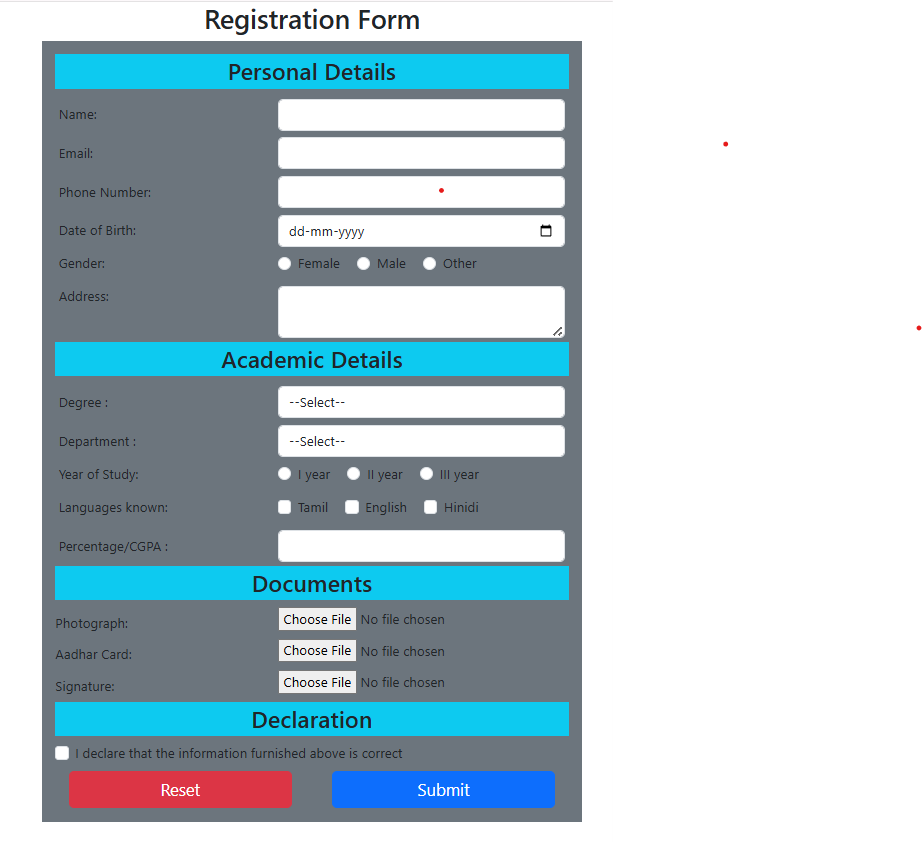 Registration Form
Personal Details
Name:
Email:
Phone Number:
Date of Birth: dd-mm-yyyy
Gender: Female Male Other
Address:
Academic Details
Degree : --Select--
Department : --Select--
Year of Study: I year II year III year
Languages known: Tamil English Hinidi
Percentage/CGPA :
Documents
Photograph: Choose File No file chosen
Aadhar Card: Choose File No file chosen
Signature: Choose File No file chosen
Declaration
I declare that the information furnished above is correct
Reset Submit